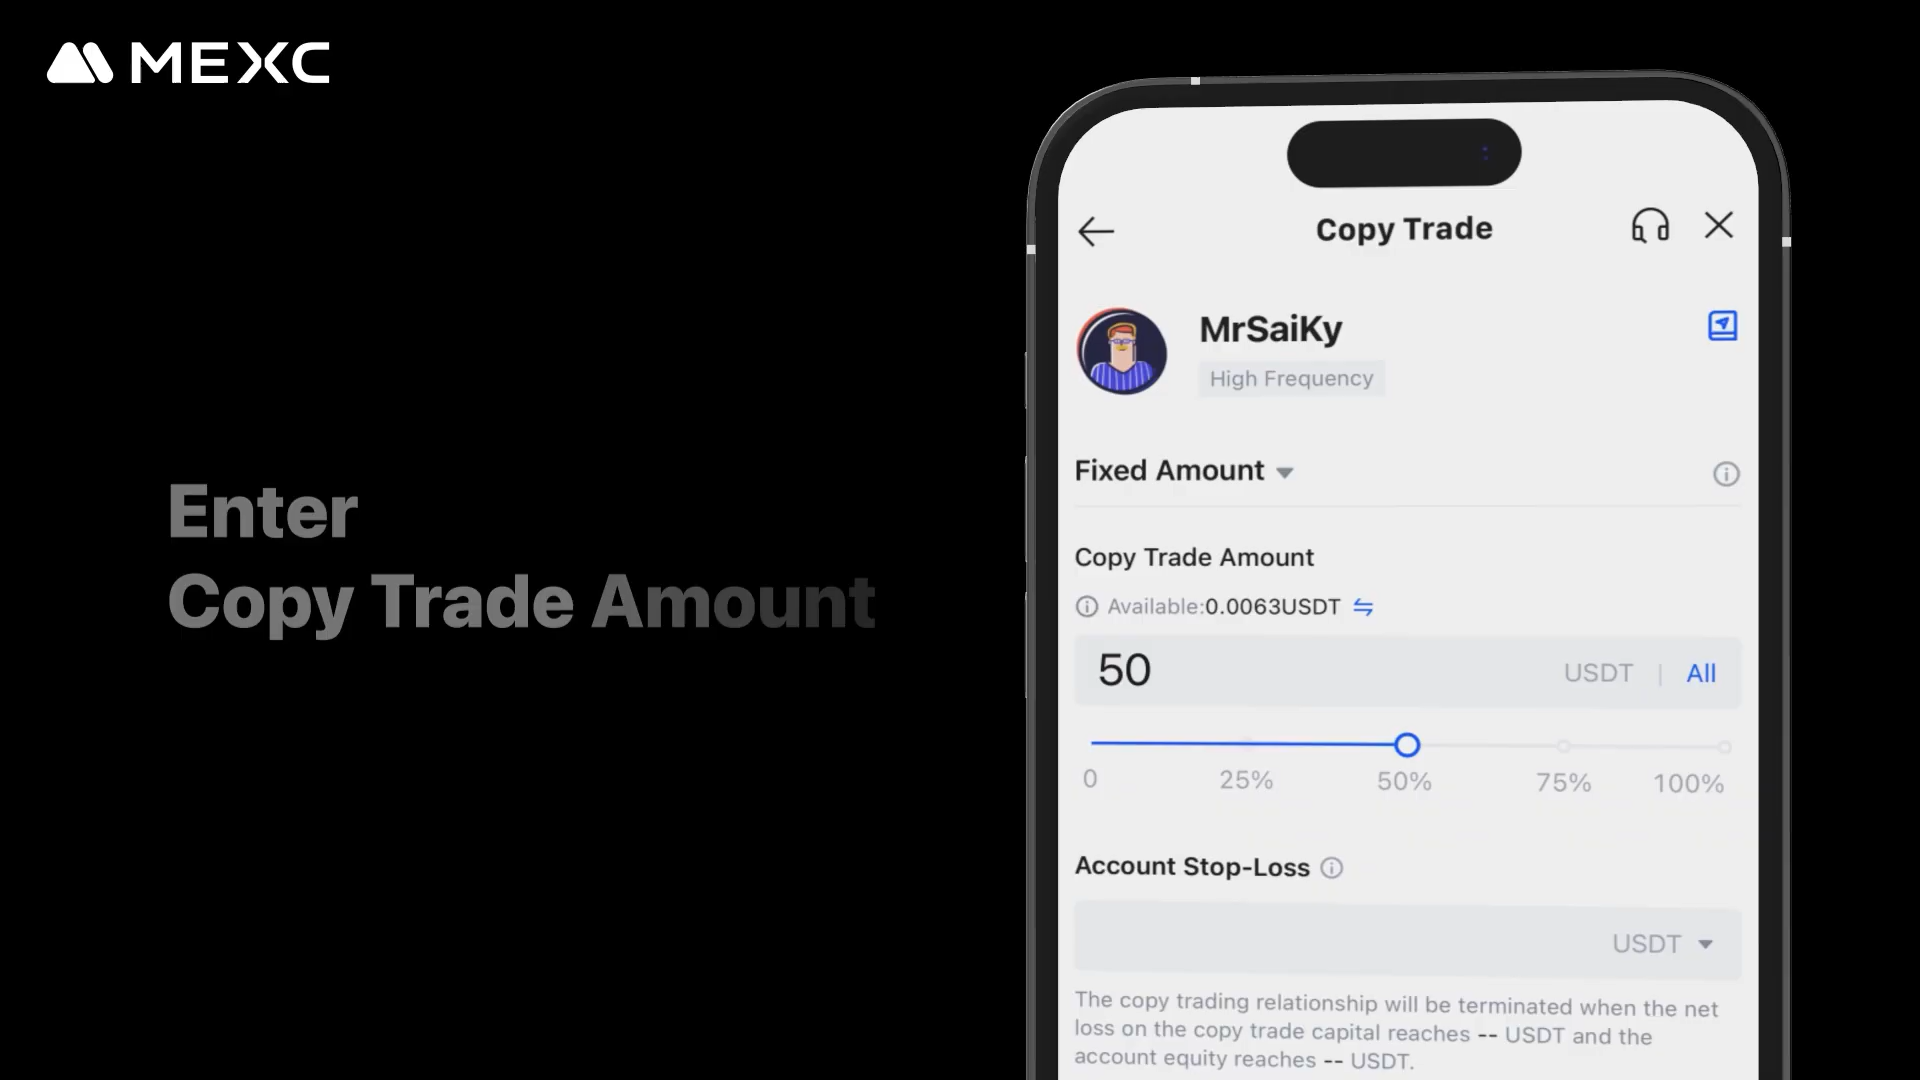 MEXC
Enter
Copy Trade Amount
Copy Trade
MrSaiKy
High Frequency
Fixed Amount
Copy Trade Amount
Available:0.0063USDT
50 USDT | All
0 25% 50% 75% 100%
Account Stop-Loss
USDT
The copy trading relationship will be terminated when the net
loss on the copy trade capital reaches -- USDT and the
account equity reaches -- USDT.